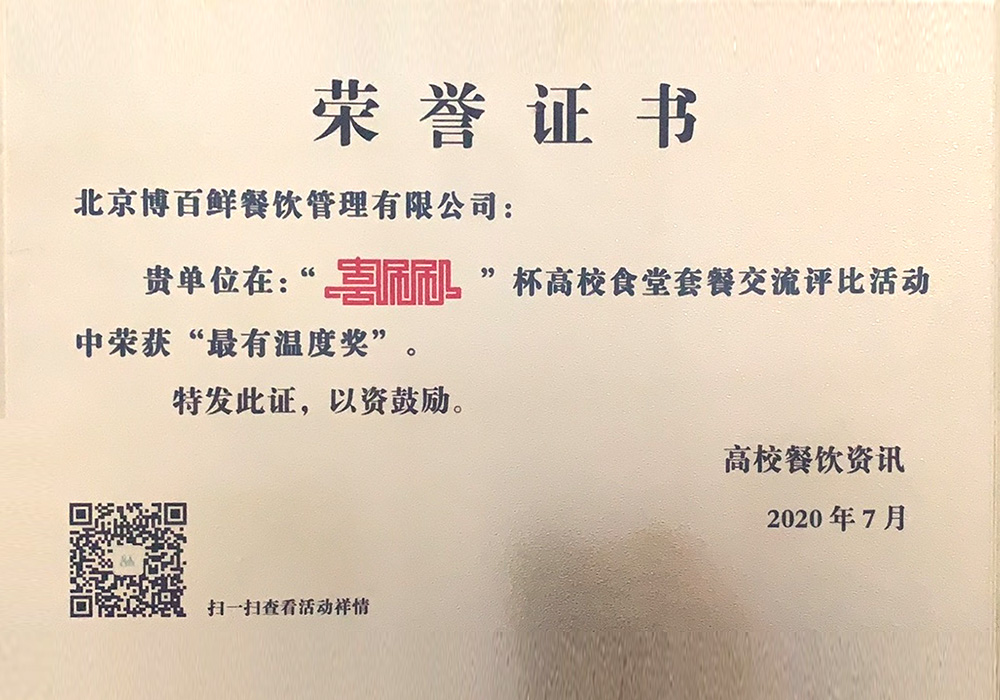 荣誉证书
北京博百鲜餐饮管理有限公司：
贵单位在：“ ”杯高校食堂套餐交流评比活动
中荣获“最有温度奖”。
特发此证，以资鼓励。
高校餐饮资讯
2020年7月
扫一扫查看活动祥情